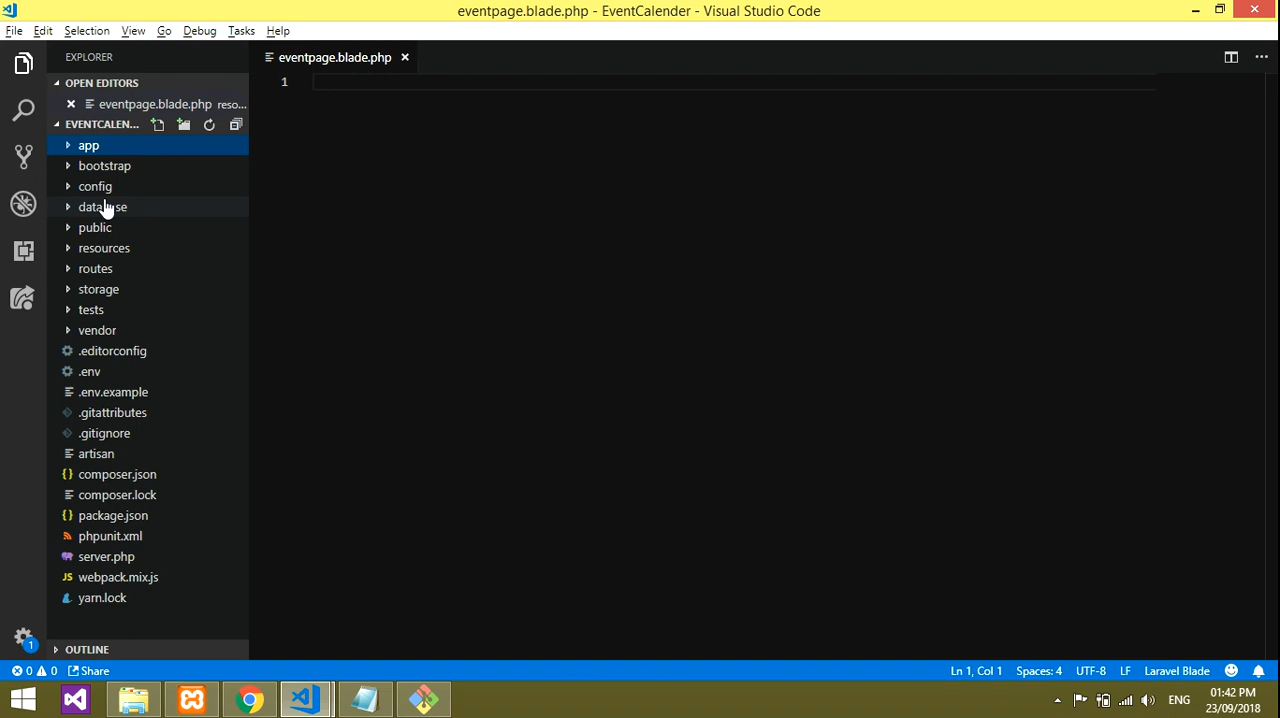 eventpage.blade.php - EventCalender - Visual Studio Code
File Edit Selection View Go Debug Tasks Help
EXPLORER
eventpage.blade.php
OPEN EDITORS
1
eventpage.blade.php reso...
EVENTCALEN...
app
bootstrap
config
public
resources
routes
storage
tests
vendor
.editorconfig
.env
.env.example
.gitattributes
.gitignore
artisan
composer.json
composer.lock
package.json
phpunit.xml
server.php
JS webpack.mix.js
yarn.lock
OUTLINE
1
0 0 Share
Ln 1, Col 1 Spaces: 4 UTF-8 LF Laravel Blade
ENG
01:42 PM
23/09/2018